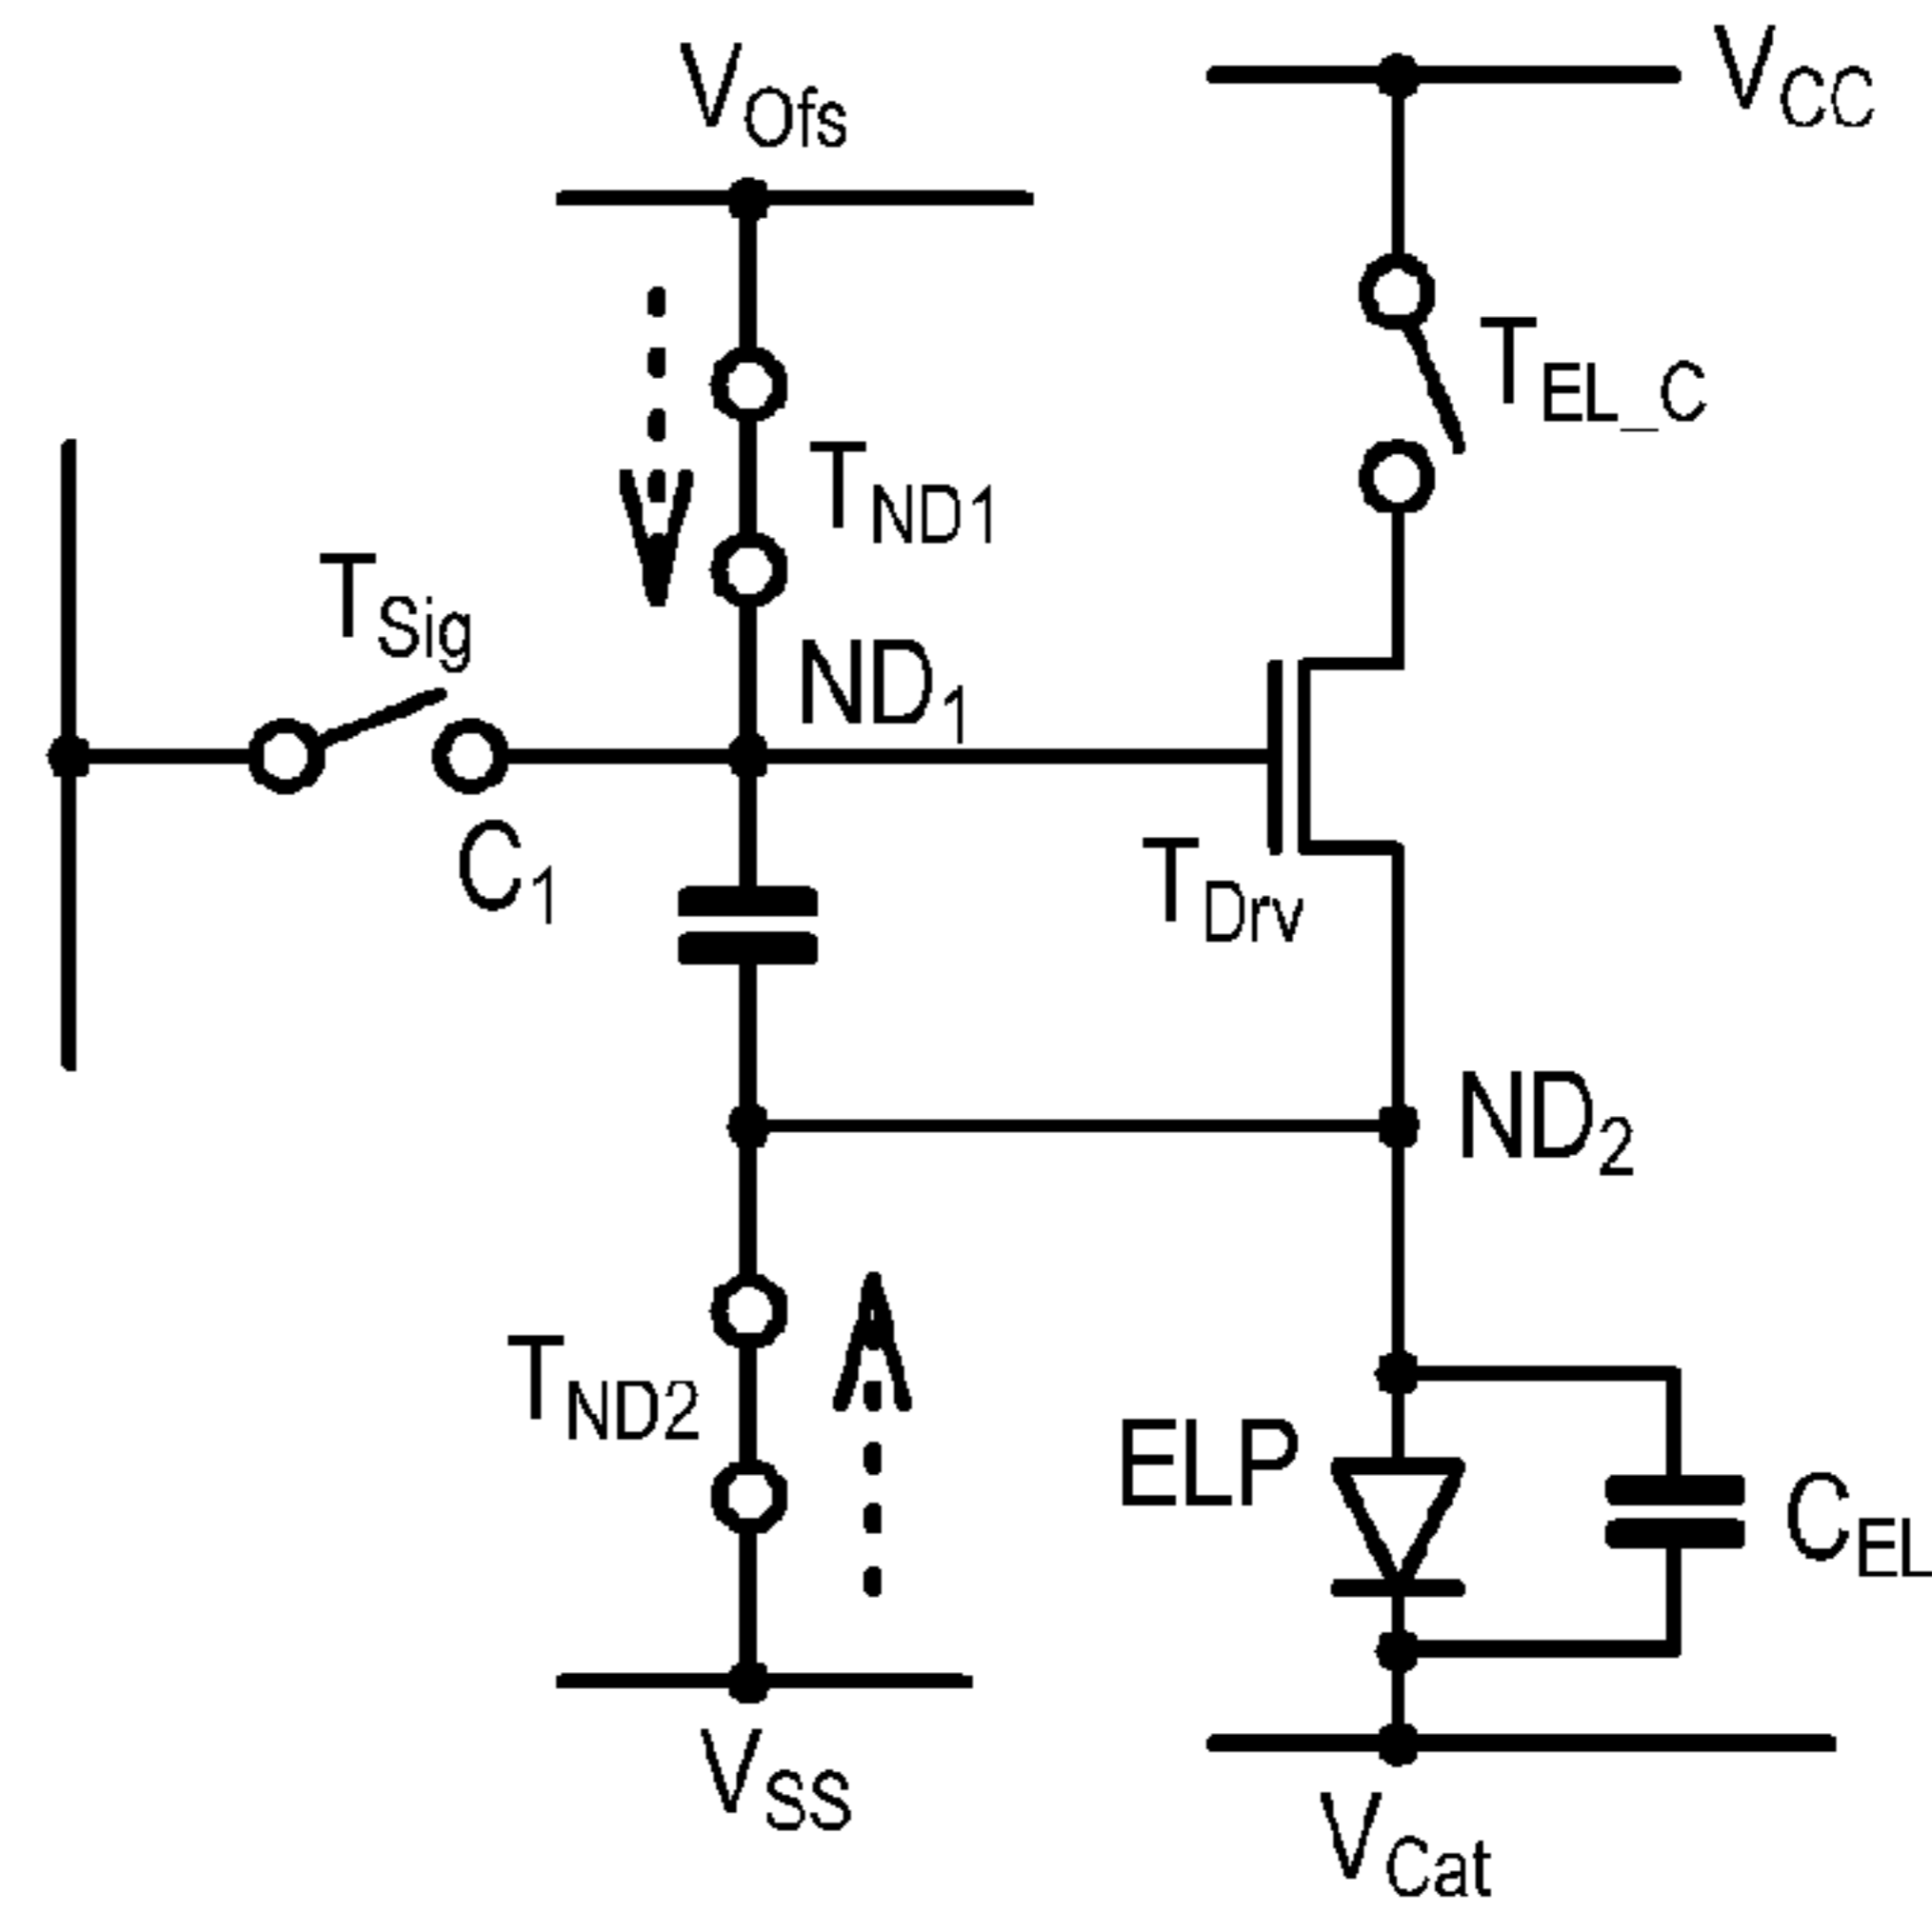 V_Ofs
V_CC
T_EL_C
T_ND1
T_Sig
ND_1
C_1
T_Drv
ND_2
T_ND2
ELP
C_EL
V_SS
V_Cat